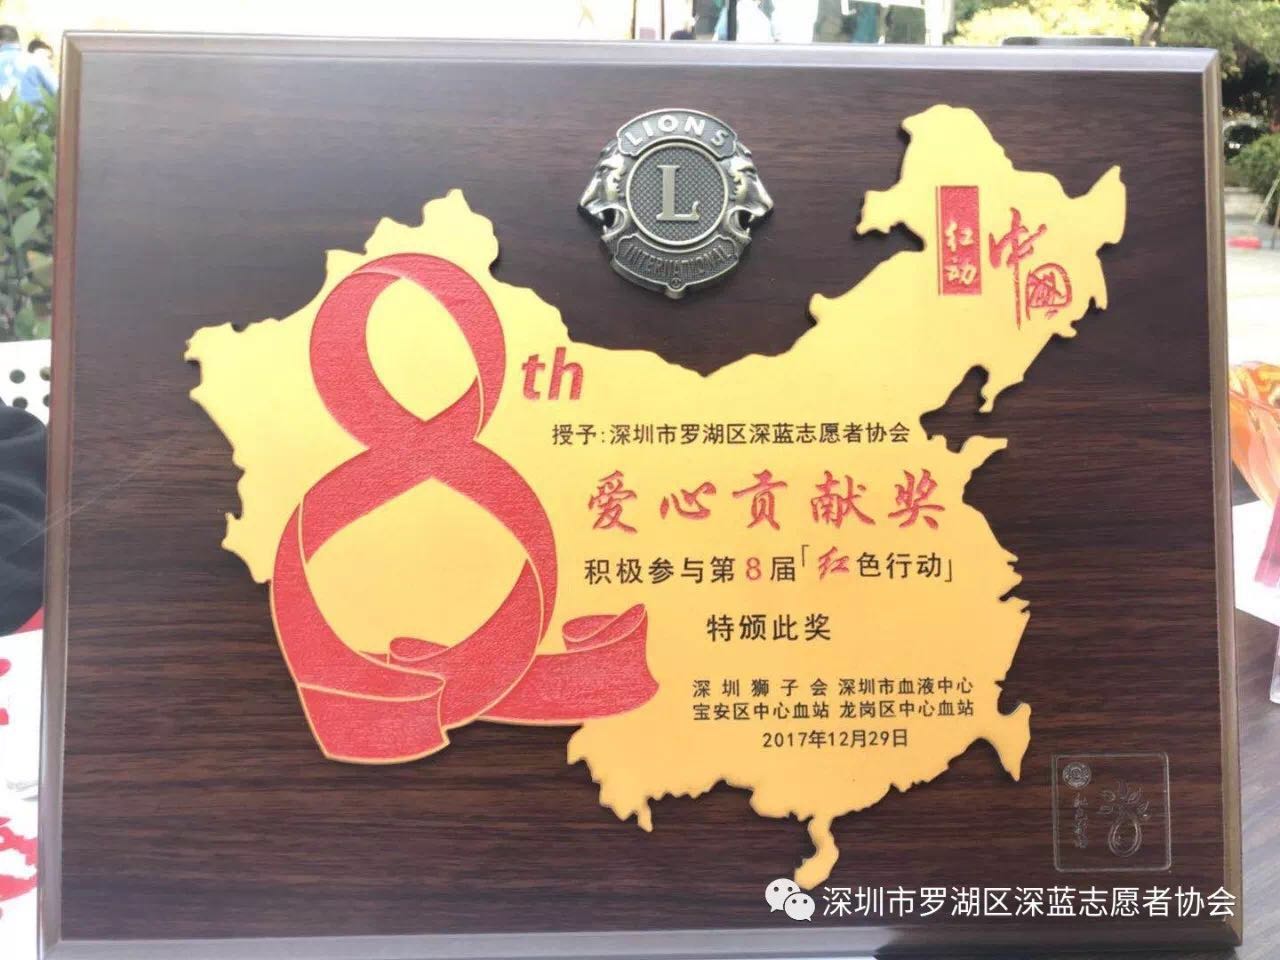 LIONS
L
INTERNATIONAL
红动
中國
8th
授予:深圳市罗湖区深蓝志愿者协会
爱心贡献奖
积极参与第8届「红色行动」
特颁此奖
深圳狮子会 深圳市血液中心
宝安区中心血站 龙岗区中心血站
2017年12月29日
深圳市罗湖区深蓝志愿者协会